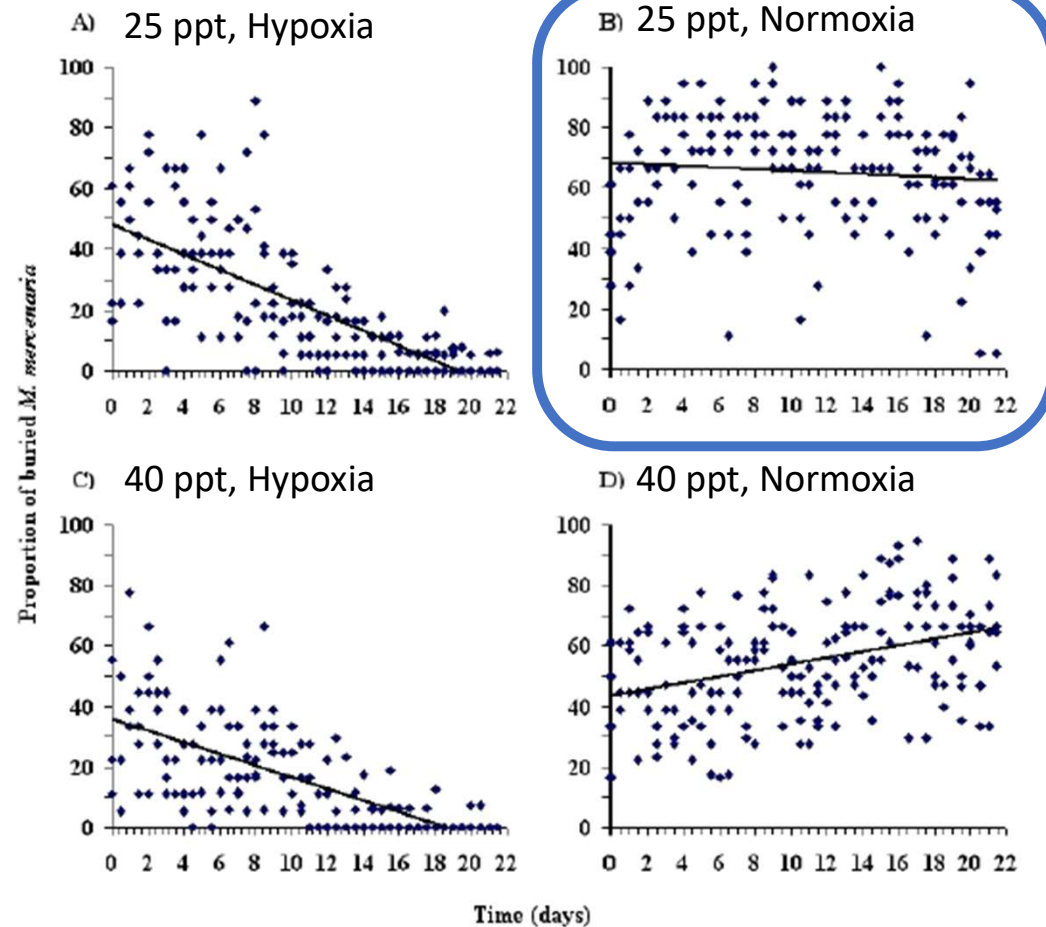 A) 25 ppt, Hypoxia
B) 25 ppt, Normoxia
100
80
60
40
20
0
0 2 4 6 8 10 12 14 16 18 20 22
100
80
60
40
20
0
0 2 4 6 8 10 12 14 16 18 20 22
C) 40 ppt, Hypoxia
D) 40 ppt, Normoxia
100
80
60
40
20
0
0 2 4 6 8 10 12 14 16 18 20 22
100
80
60
40
20
0
0 2 4 6 8 10 12 14 16 18 20 22
Proportion of buried M. mercenaria
Time (days)